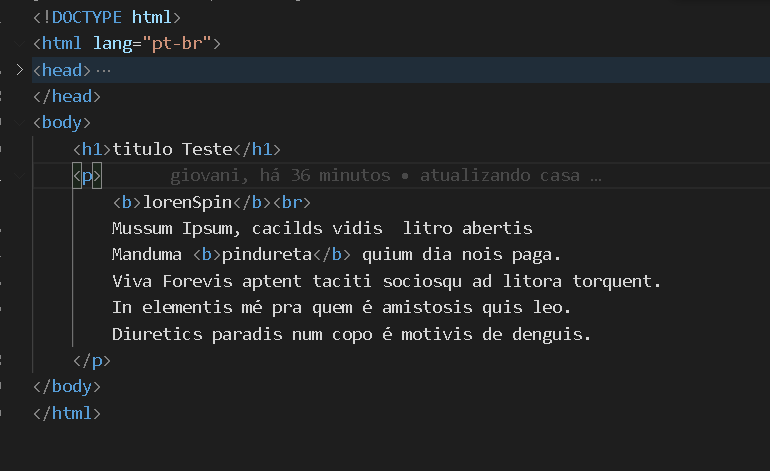 <!DOCTYPE html>
<html lang="pt-br">
<head>…
</head>
<body>
<h1>titulo Teste</h1>
<p> giovani, há 36 minutos • atualizando casa …
<b>lorenSpin</b><br>
Mussum Ipsum, cacilds vidis  litro abertis
Manduma <b>pindureta</b> quium dia nois paga.
Viva Forevis aptent taciti sociosqu ad litora torquent.
In elementis mé pra quem é amistosis quis leo.
Diuretics paradis num copo é motivis de denguis.
</p>
</body>
</html>